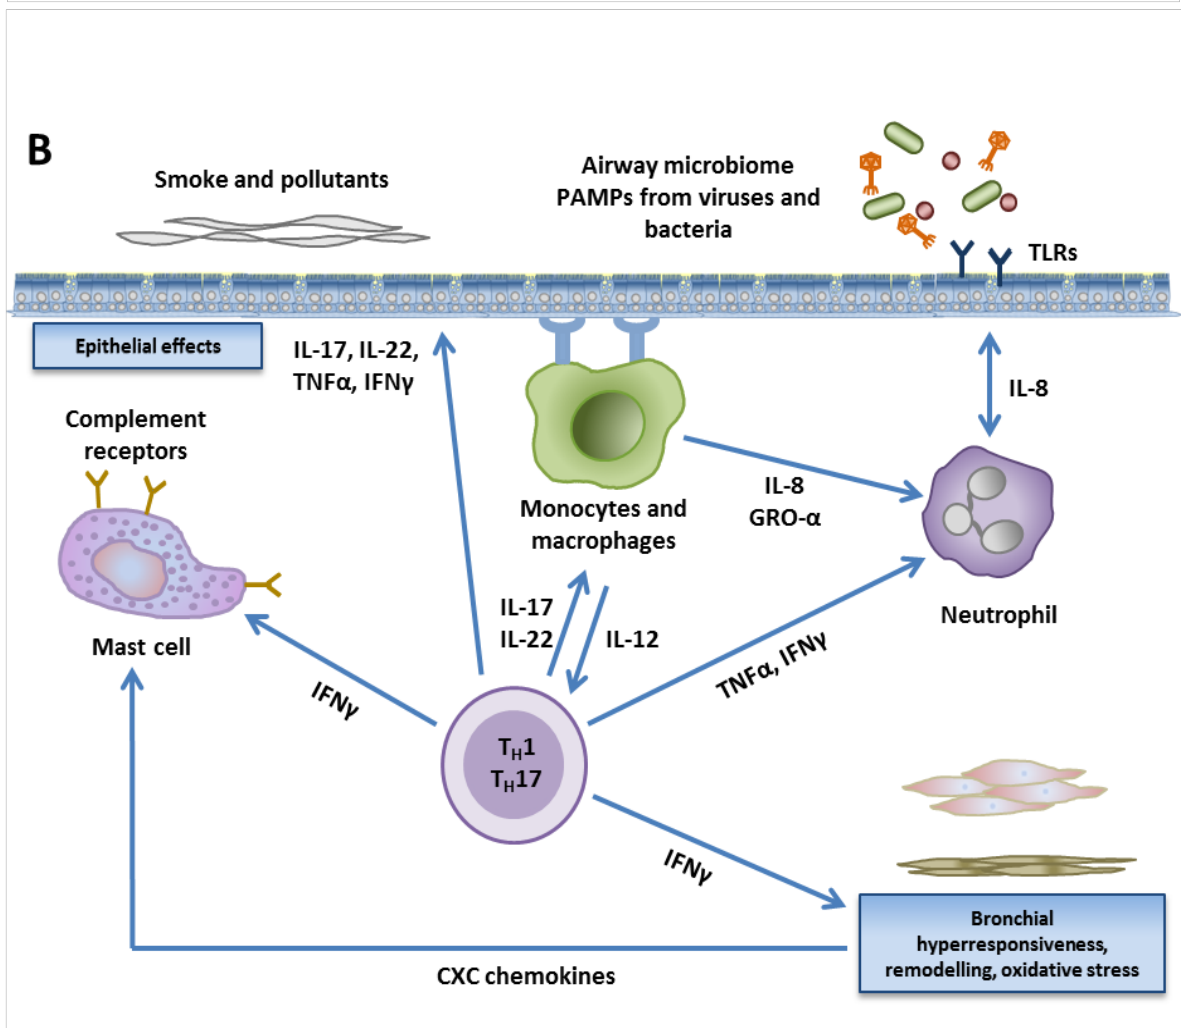 B
Smoke and pollutants
Airway microbiome
PAMPs from viruses and
bacteria
TLRs
Epithelial effects
IL-17, IL-22,
TNFα, IFNγ
IL-8
Complement
receptors
IL-8
GRO-α
Monocytes and
macrophages
Neutrophil
IL-17
IL-22
IL-12
Mast cell
TNFα, IFNγ
IFNγ
TH1
TH17
IFNγ
Bronchial
hyperresponsiveness,
remodelling, oxidative stress
CXC chemokines